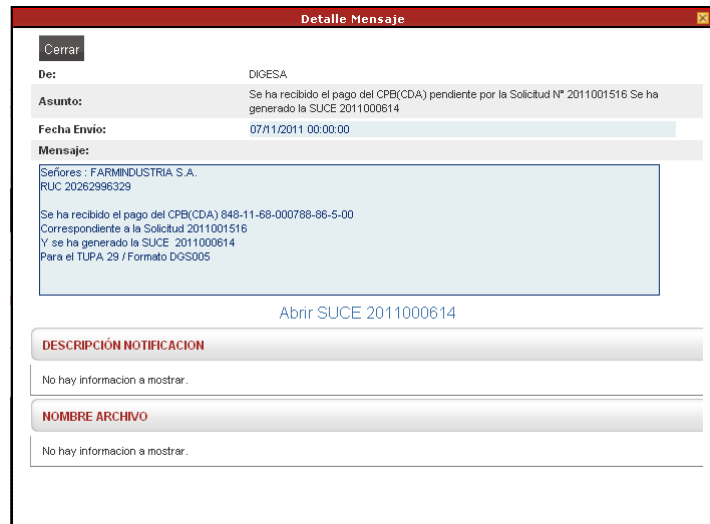 Detalle Mensaje
Cerrar
De: DIGESA
Asunto: Se ha recibido el pago del CPB(CDA) pendiente por la Solicitud N° 2011001516 Se ha
generado la SUCE 2011000614
Fecha Envío: 07/11/2011 00:00:00
Mensaje:
Señores : FARMINDUSTRIA S.A.
RUC 20262996329
Se ha recibido el pago del CPB(CDA) 848-11-68-000788-86-5-00
Correspondiente a la Solicitud 2011001516
Y se ha generado la SUCE 2011000614
Para el TUPA 29 / Formato DGS005
Abrir SUCE 2011000614
DESCRIPCIÓN NOTIFICACION
No hay informacion a mostrar.
NOMBRE ARCHIVO
No hay informacion a mostrar.